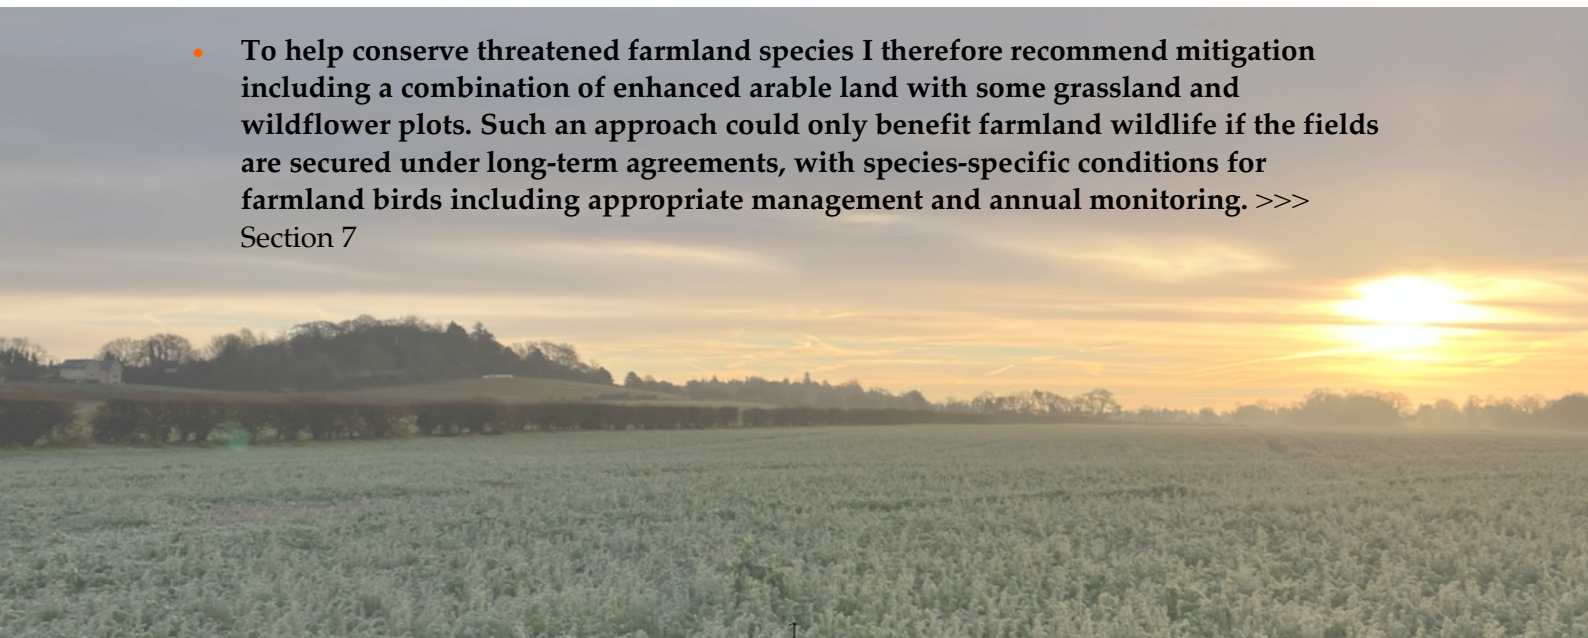 • To help conserve threatened farmland species I therefore recommend mitigation
including a combination of enhanced arable land with some grassland and
wildflower plots. Such an approach could only benefit farmland wildlife if the fields
are secured under long-term agreements, with species-specific conditions for
farmland birds including appropriate management and annual monitoring. >>>
Section 7
1